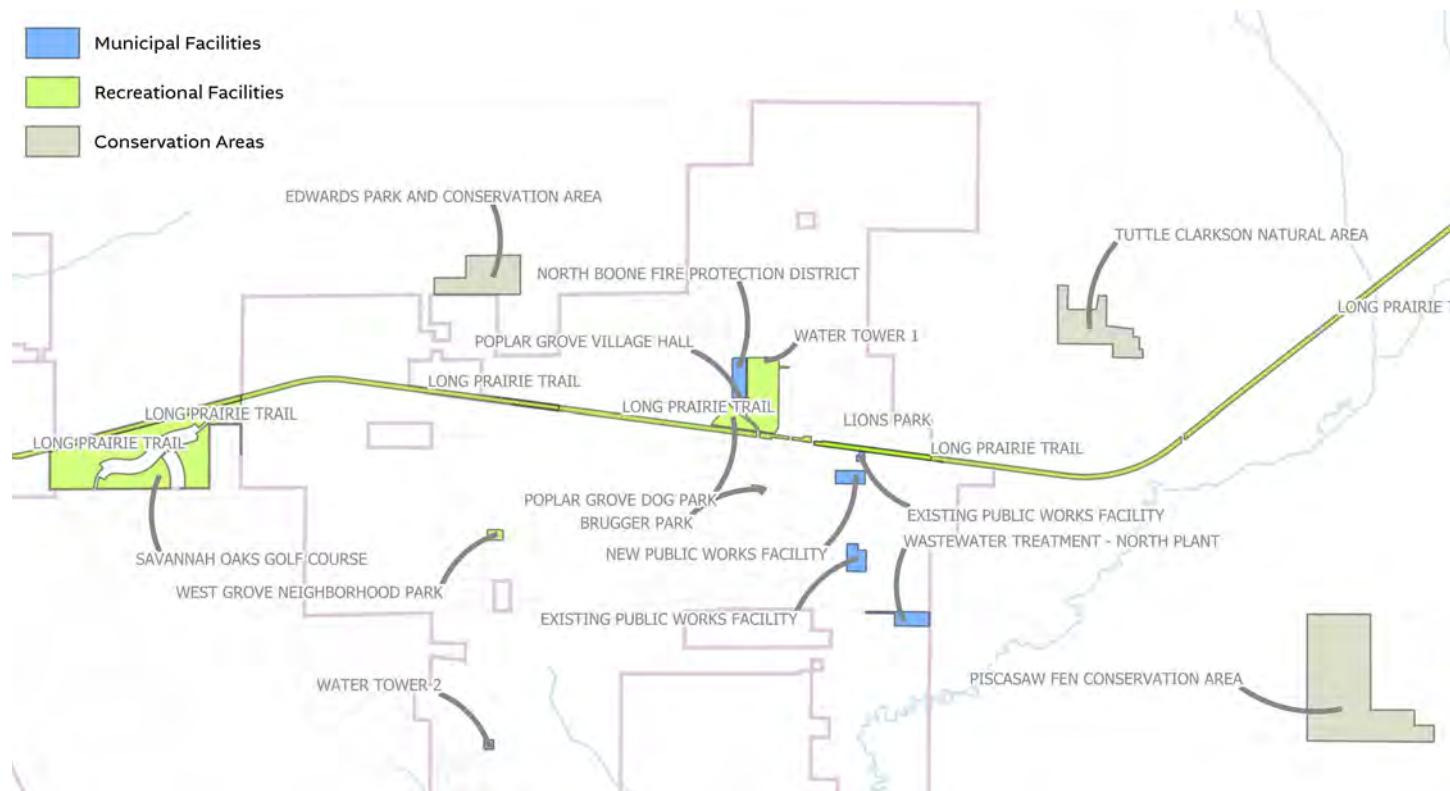 Municipal Facilities
Recreational Facilities
Conservation Areas
EDWARDS PARK AND CONSERVATION AREA
TUTTLE CLARKSON NATURAL AREA
NORTH BOONE FIRE PROTECTION DISTRICT
LONG PRAIRIE T
POPLAR GROVE VILLAGE HALL
WATER TOWER 1
LONG PRAIRIE TRAIL
LONG PRAIRIE TRAIL
LONG PRAIRIE TRAIL
LIONS PARK
LONG PRAIRIE TRAIL
LONG PRAIRIE TRAIL
POPLAR GROVE DOG PARK
BRUGGER PARK
EXISTING PUBLIC WORKS FACILITY
WASTEWATER TREATMENT - NORTH PLANT
NEW PUBLIC WORKS FACILITY
SAVANNAH OAKS GOLF COURSE
WEST GROVE NEIGHBORHOOD PARK
EXISTING PUBLIC WORKS FACILITY
PISCASAW FEN CONSERVATION AREA
WATER TOWER 2